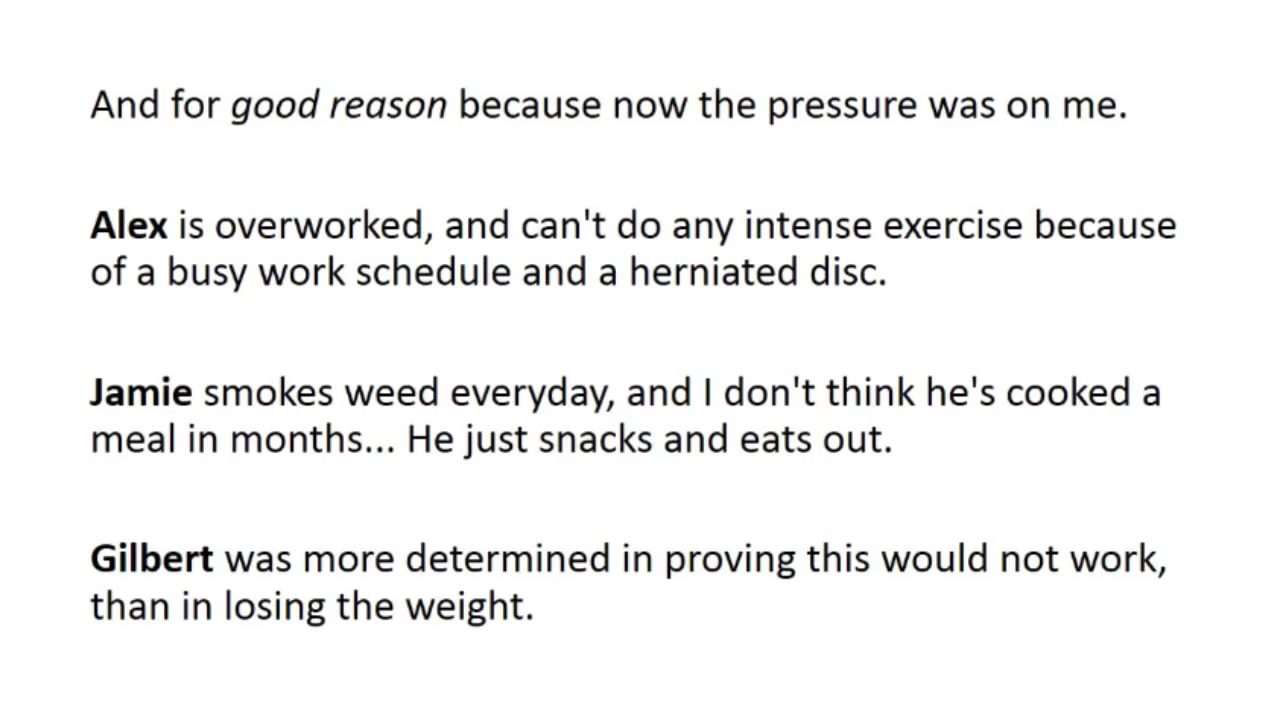 And for good reason because now the pressure was on me.
Alex is overworked, and can't do any intense exercise because
of a busy work schedule and a herniated disc.
Jamie smokes weed everyday, and I don't think he's cooked a
meal in months... He just snacks and eats out.
Gilbert was more determined in proving this would not work,
than in losing the weight.